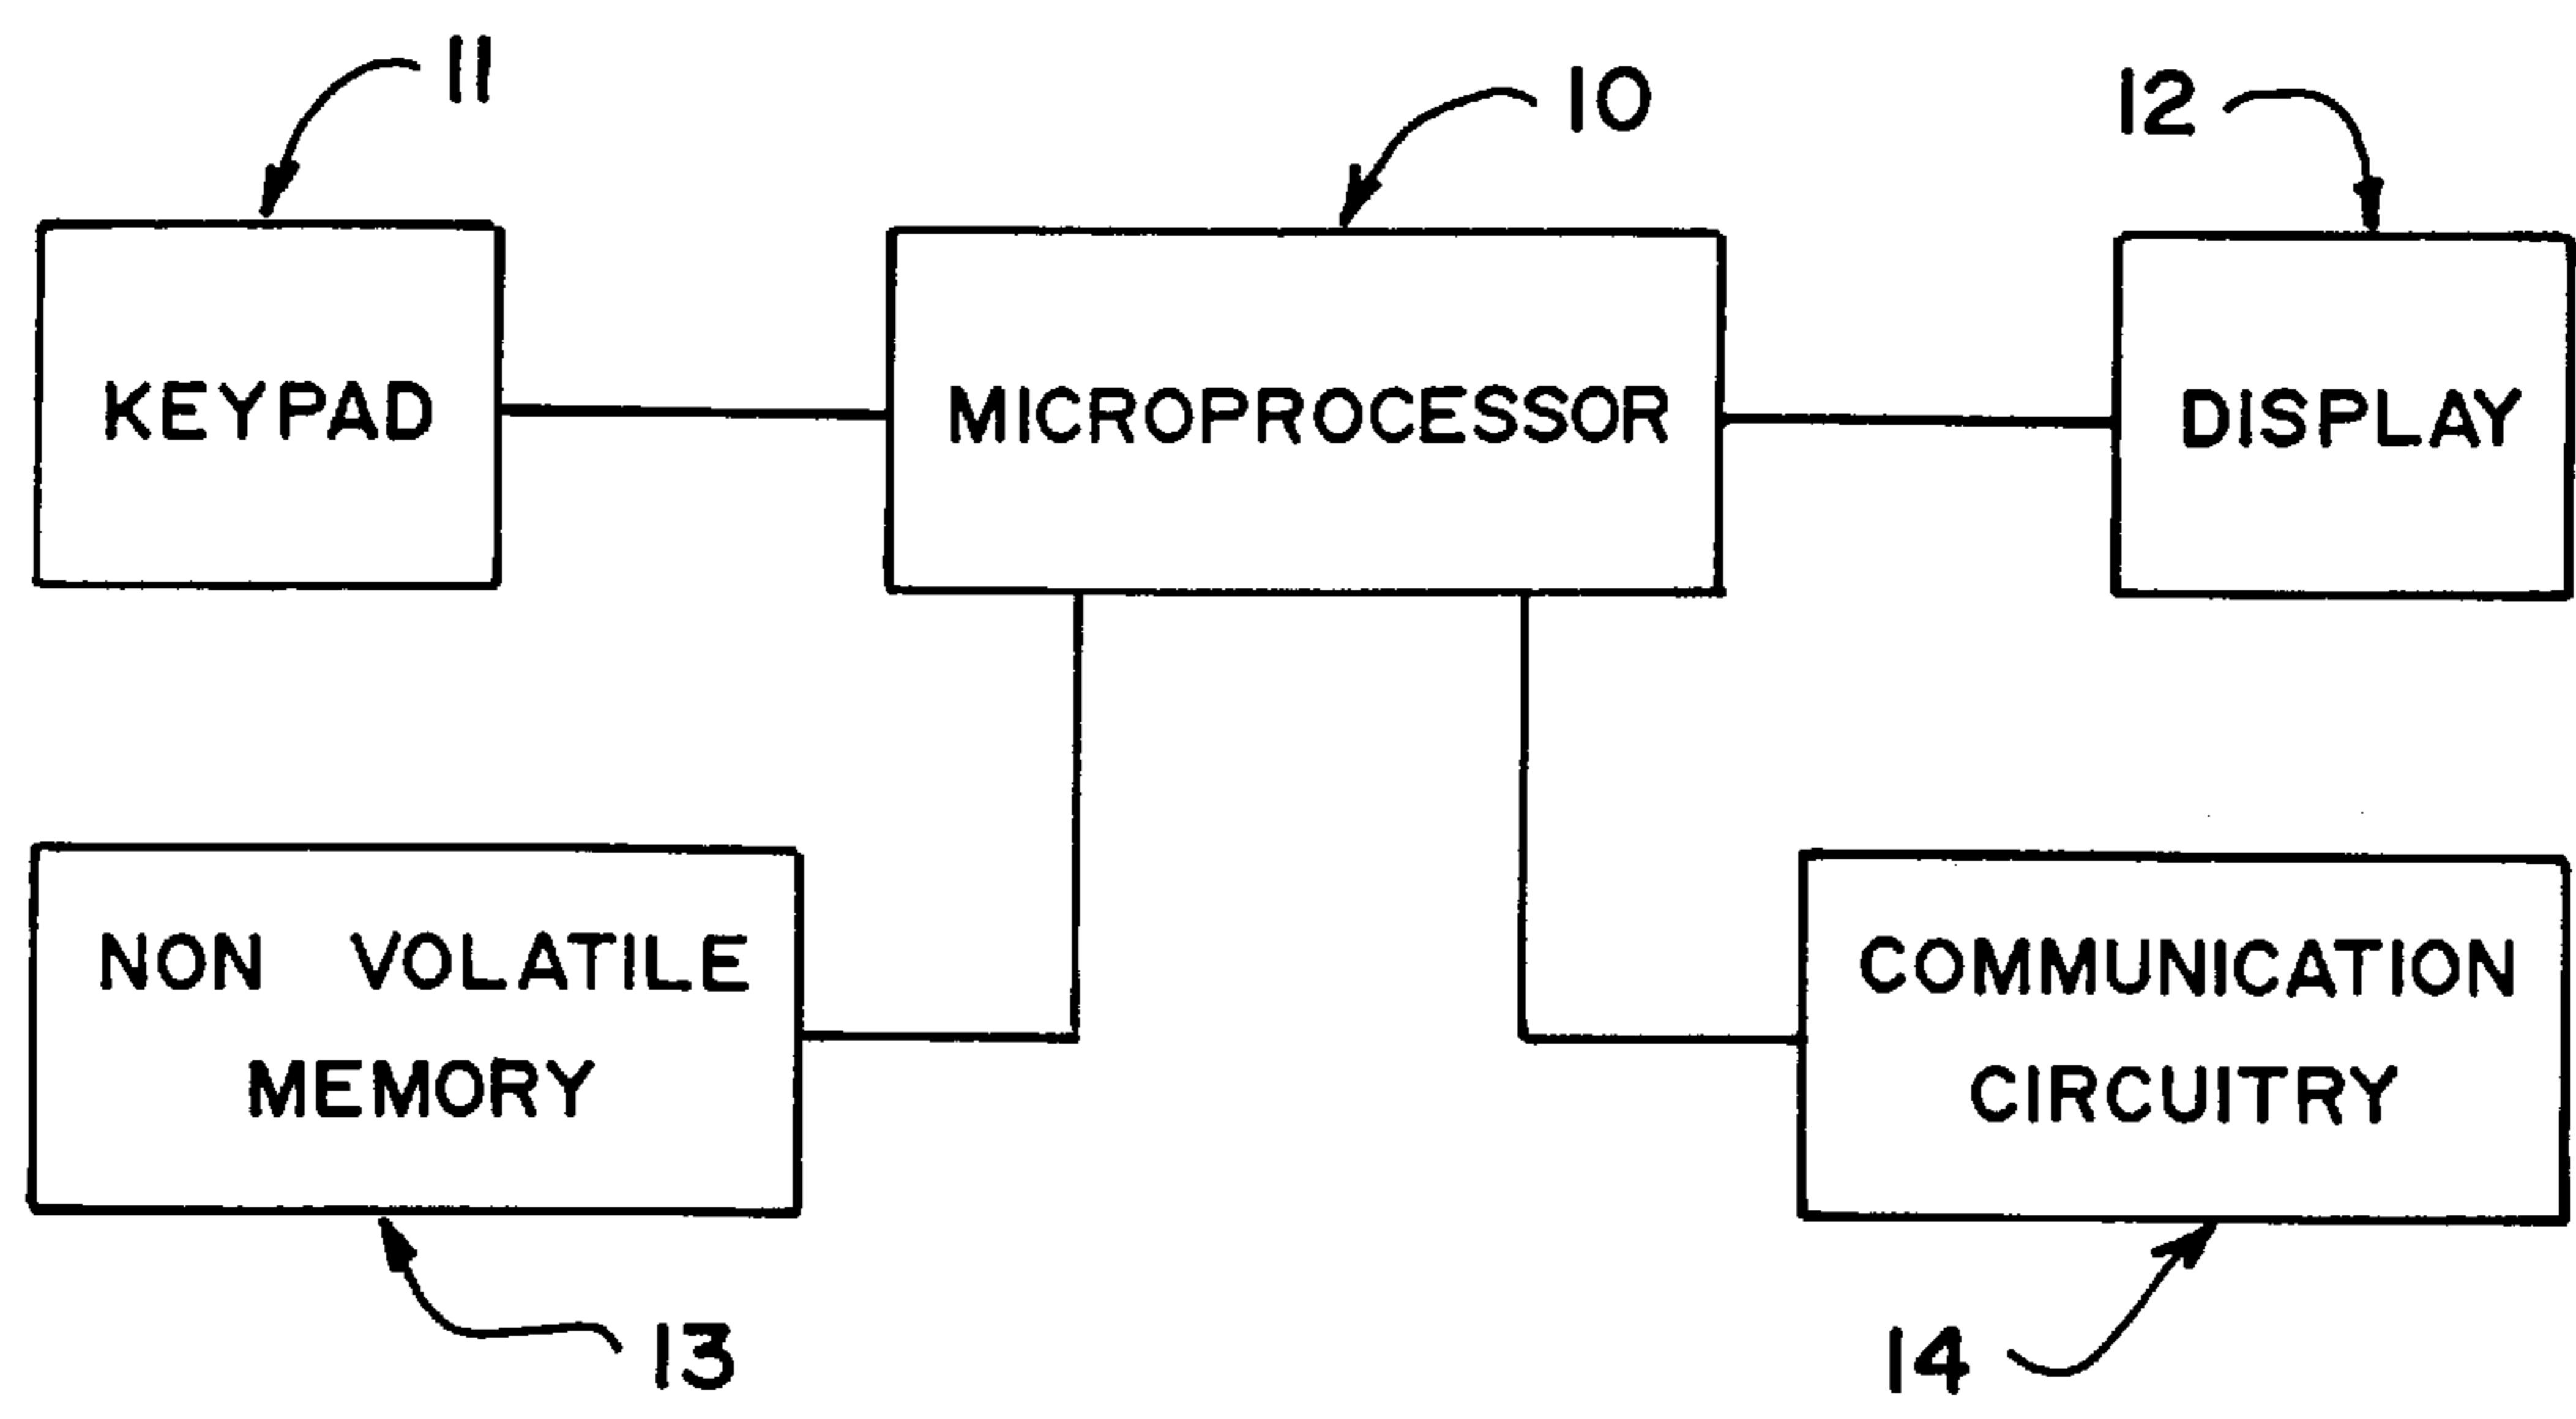 11
10
12
KEYPAD
MICROPROCESSOR
DISPLAY
NON VOLATILE
MEMORY
COMMUNICATION
CIRCUITRY
13
14